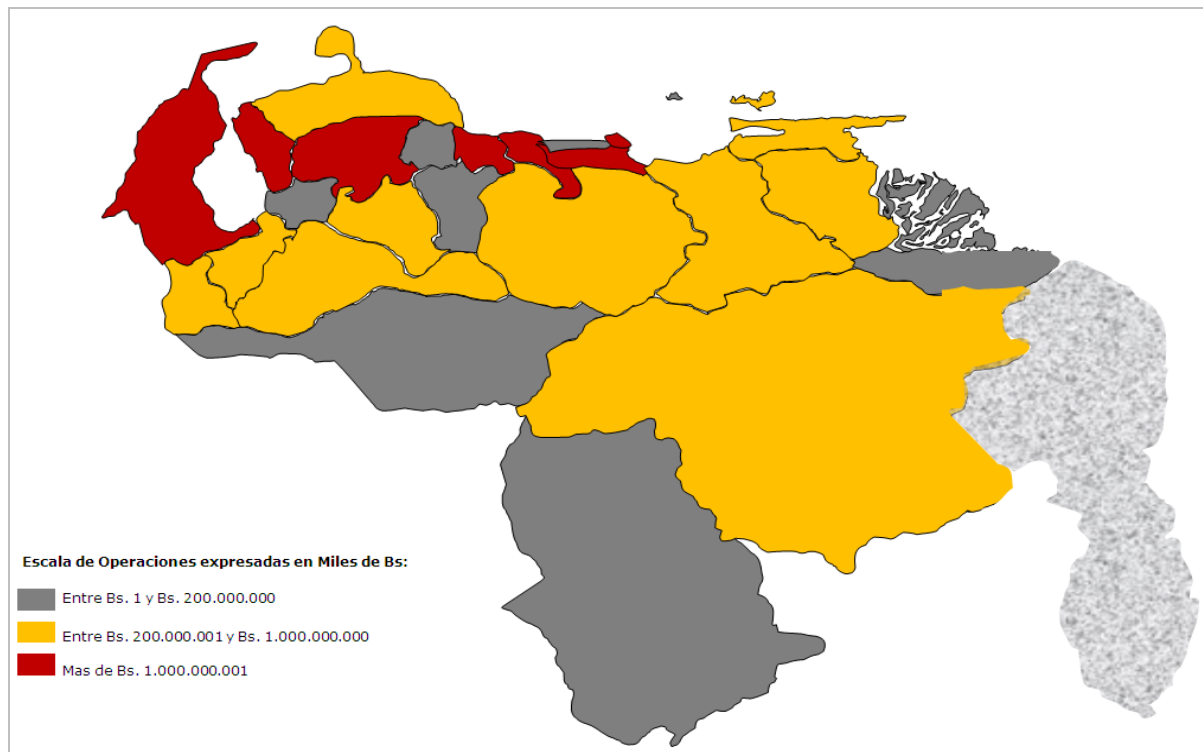 Escala de Operaciones expresadas en Miles de Bs:
Entre Bs. 1 y Bs. 200.000.000
Entre Bs. 200.000.001 y Bs. 1.000.000.000
Mas de Bs. 1.000.000.001